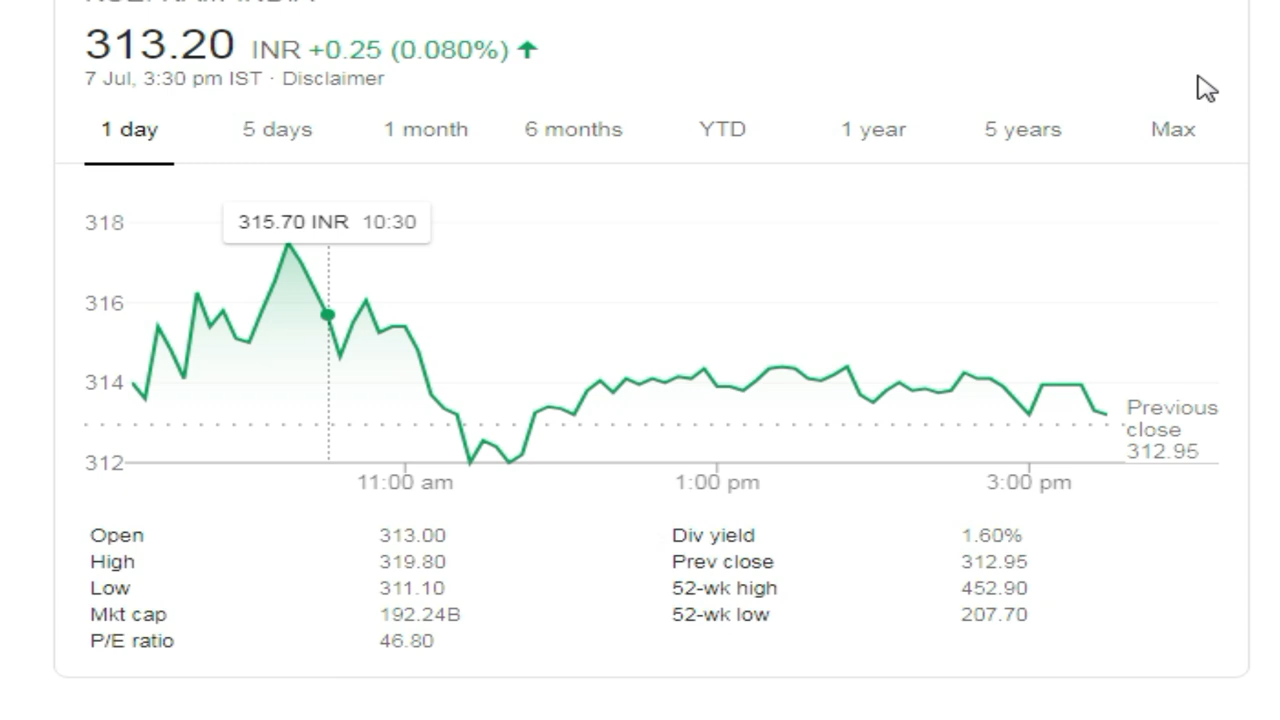 313.20 INR +0.25 (0.080%)
7 Jul, 3:30 pm IST · Disclaimer
1 day 5 days 1 month 6 months YTD 1 year 5 years Max
315.70 INR 10:30
318
316
314
312
Previous
close
312.95
11:00 am 1:00 pm 3:00 pm
Open 313.00 Div yield 1.60%
High 319.80 Prev close 312.95
Low 311.10 52-wk high 452.90
Mkt cap 192.24B 52-wk low 207.70
P/E ratio 46.80